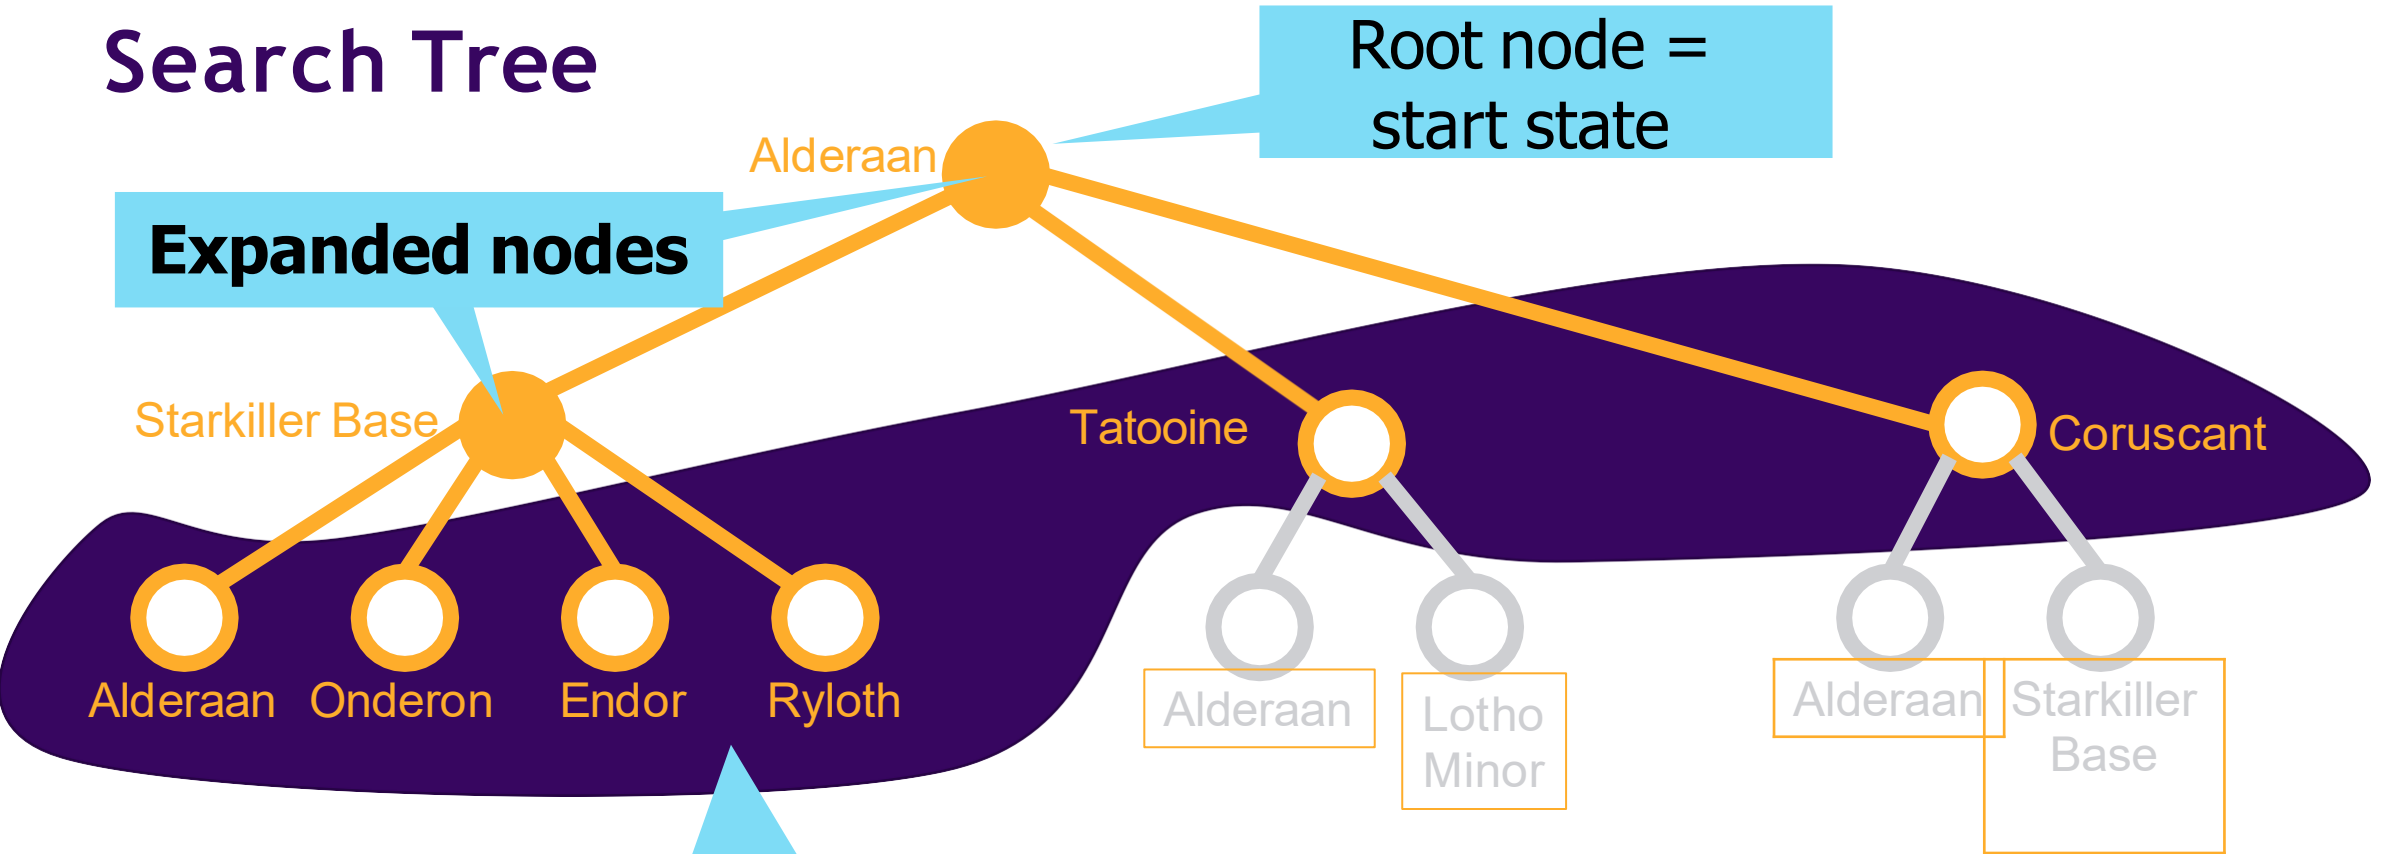 Search Tree
Root node =
start state
Alderaan
Expanded nodes
Starkiller Base
Tatooine
Coruscant
Alderaan
Onderon
Endor
Ryloth
Alderaan
Lotho
Minor
Alderaan
Starkiller
Base